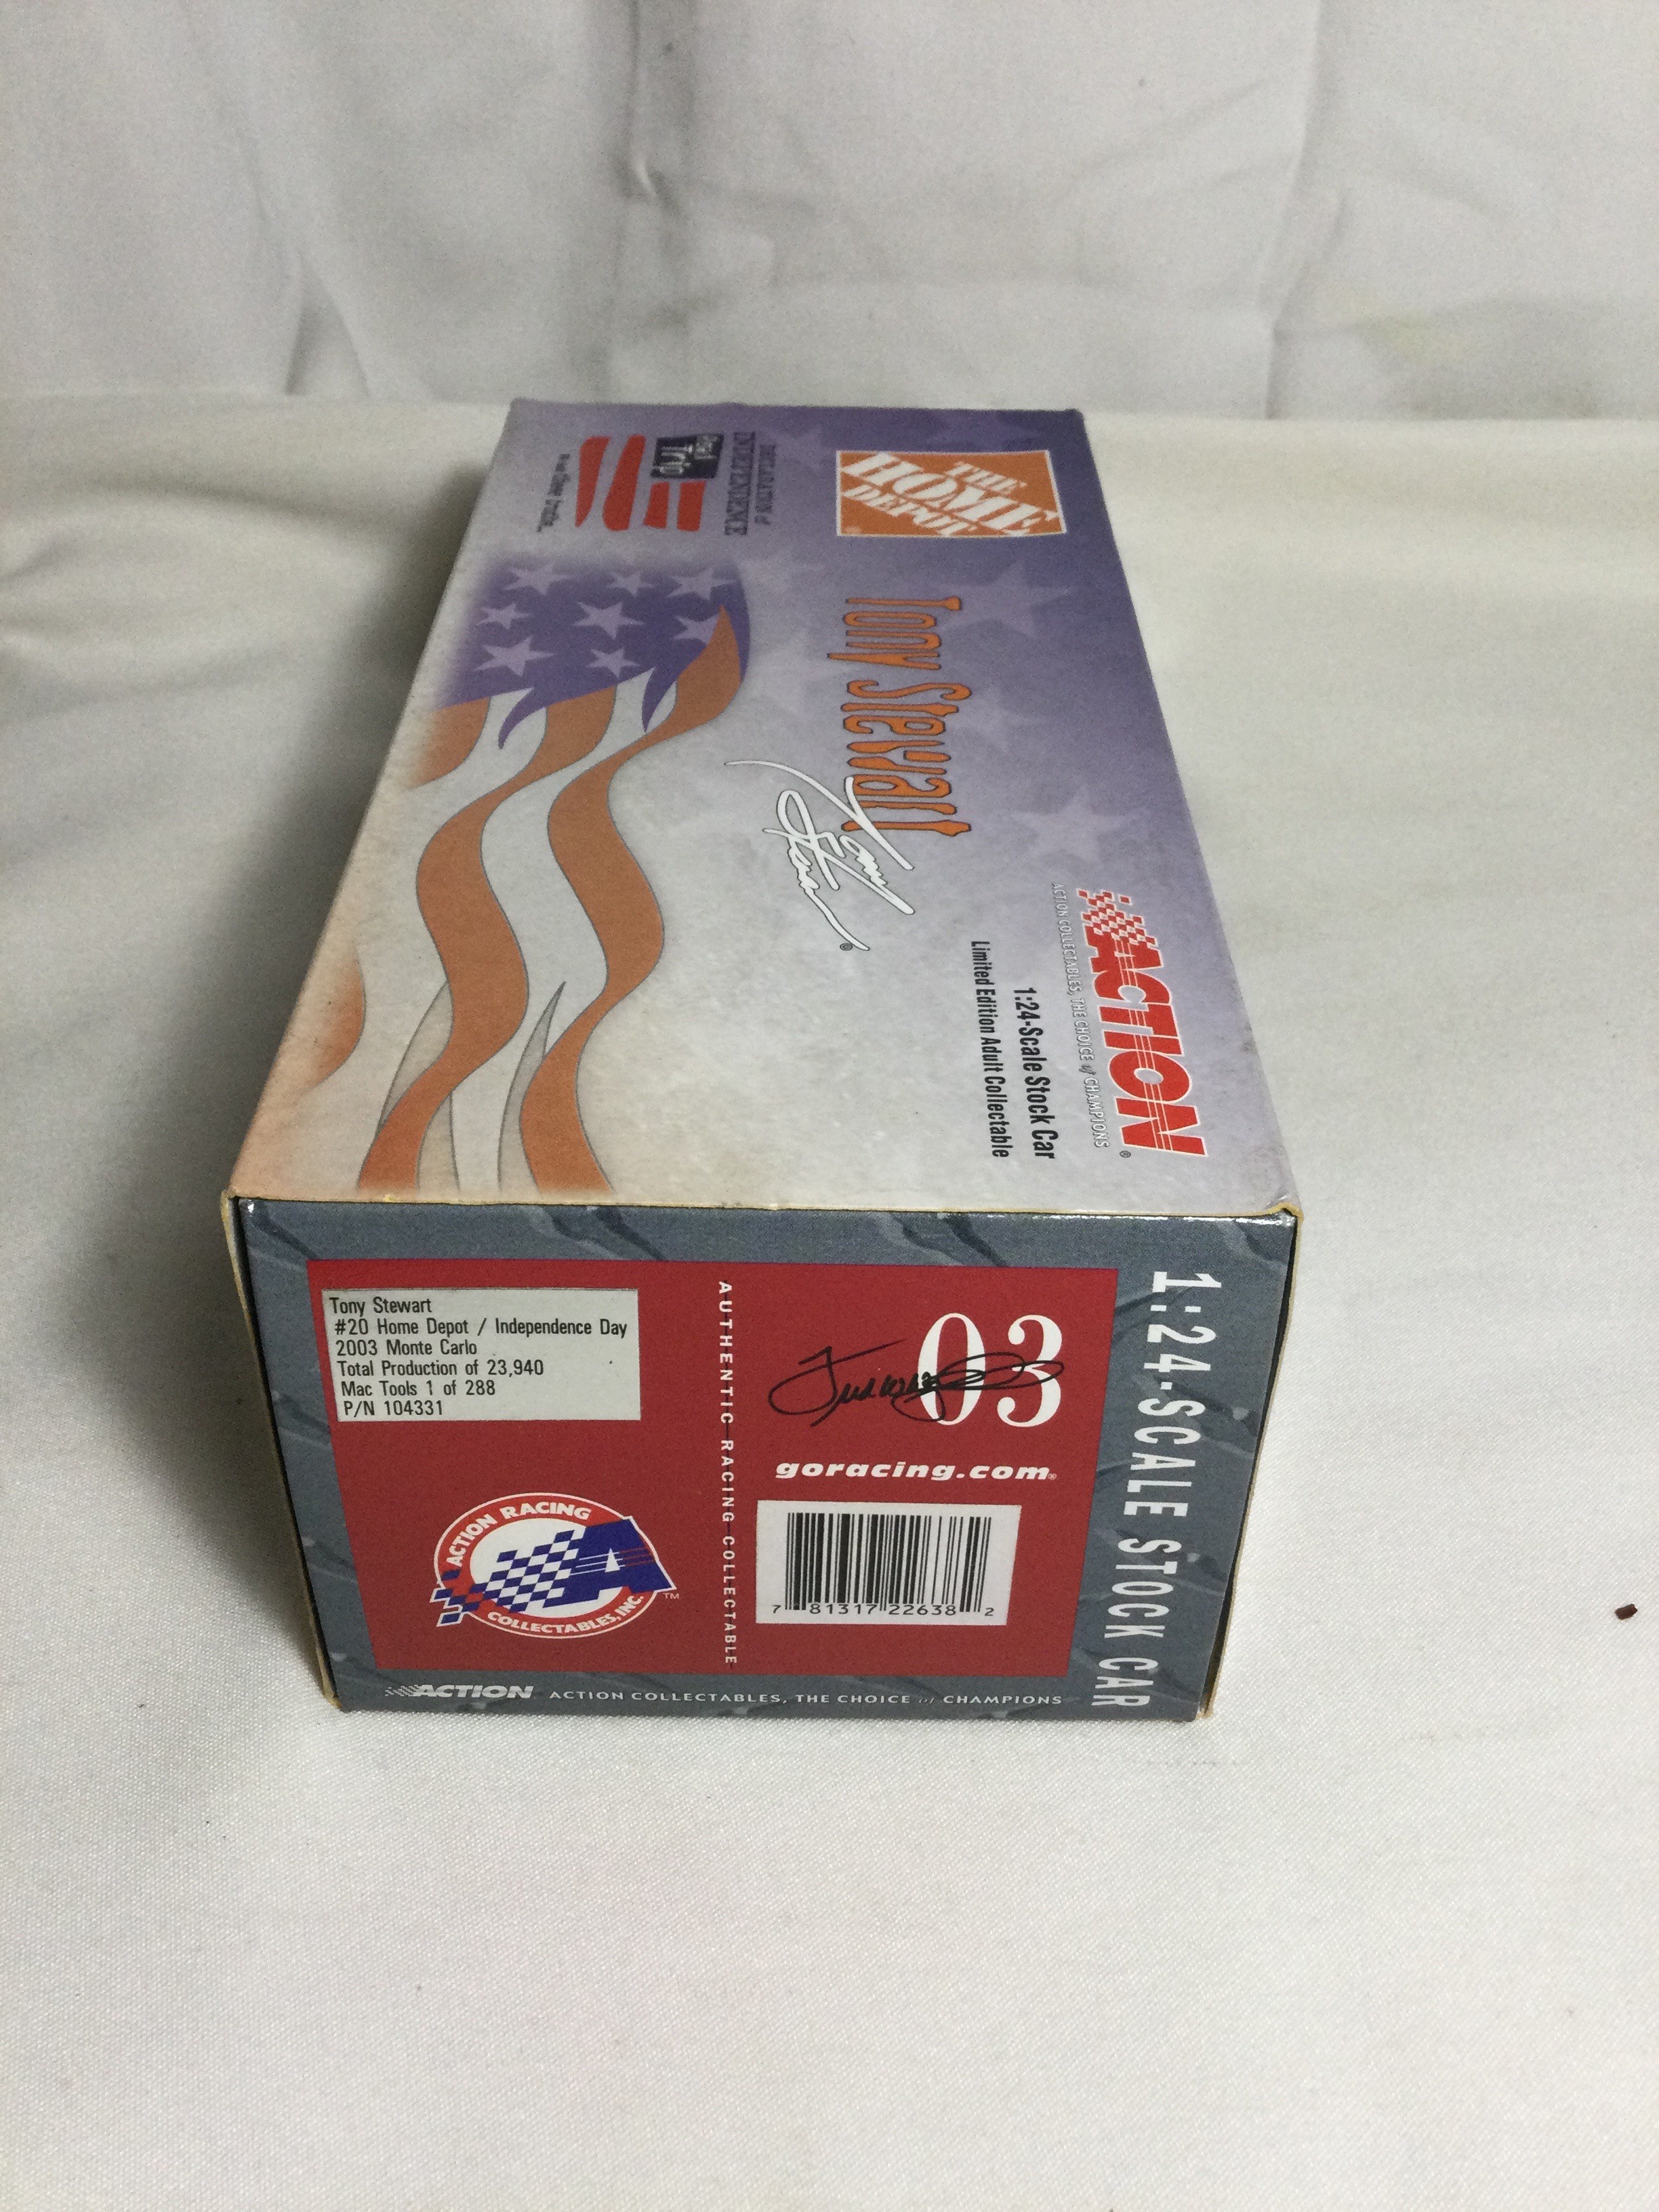 THE
HOME
DEPOT
DECLARATION of
INDEPENDENCE
Road
Trip
Tony Stewart
Tony Stewart
ACTION®
ACTION COLLECTABLES, THE CHOICE of CHAMPIONS
1:24-Scale Stock Car
Limited Edition Adult Collectable
1:24-SCALE STOCK CAR
03
goracing.com®
7 81317 22638 2
AUTHENTIC RACING COLLECTABLE
Tony Stewart
#20 Home Depot / Independence Day
2003 Monte Carlo
Total Production of 23,940
Mac Tools 1 of 288
P/N 104331
ACTION RACING
A
COLLECTABLES, INC.
TM
ACTION ACTION COLLECTABLES, THE CHOICE of CHAMPIONS